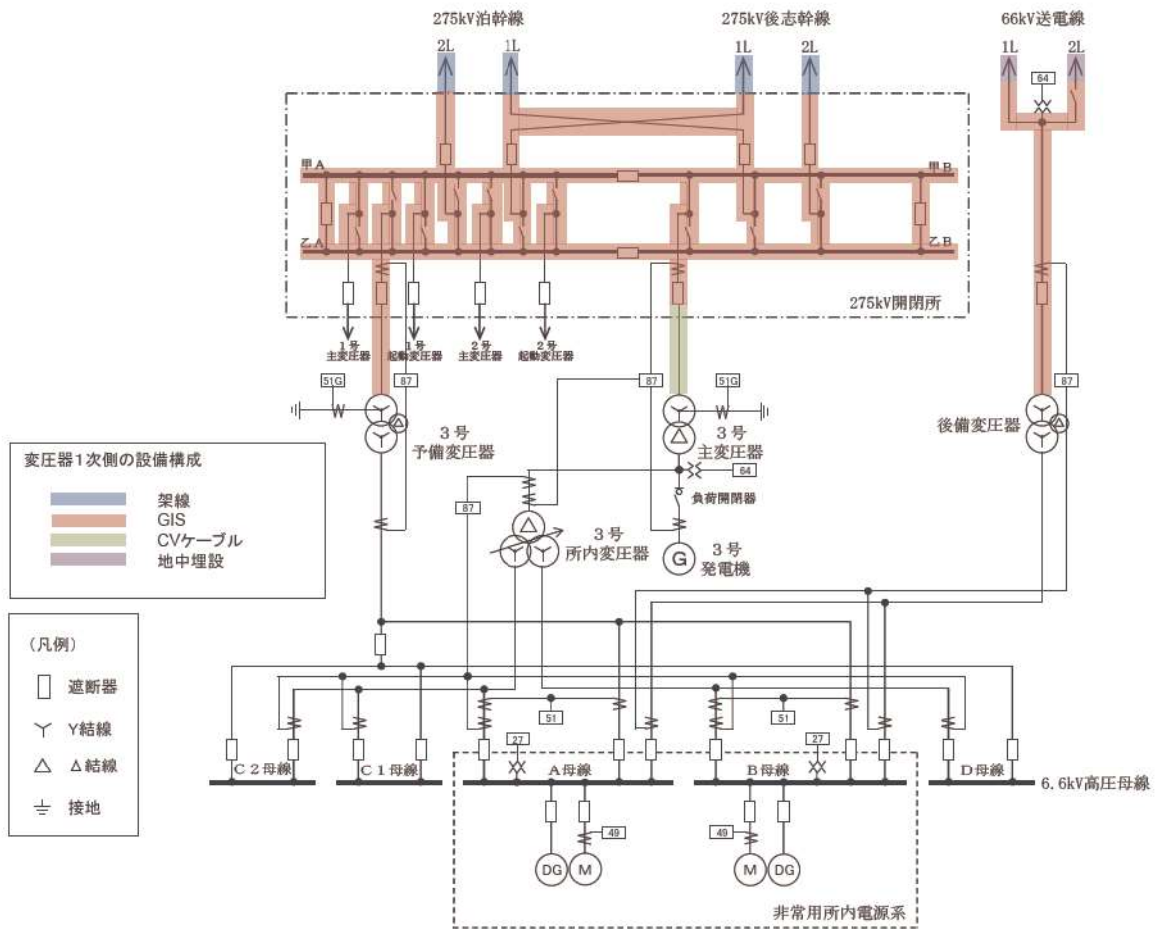 275kV泊幹線
275kV後志幹線
66kV送電線
2L
1L
1L
2L
1L
2L
64
甲A
甲B
乙A
乙B
275kV開閉所
1号
主変圧器
1号
起動変圧器
2号
主変圧器
2号
起動変圧器
51G
87
87
51G
87
3号
予備変圧器
3号
主変圧器
後備変圧器
変圧器1次側の設備構成
架線
GIS
CVケーブル
地中埋設
64
負荷開閉器
87
3号
所内変圧器
G
3号
発電機
(凡例)
遮断器
Y結線
Δ結線
接地
51
51
27
27
C2母線
C1母線
A母線
B母線
D母線
6.6kV高圧母線
49
49
DG
M
M
DG
非常用所内電源系